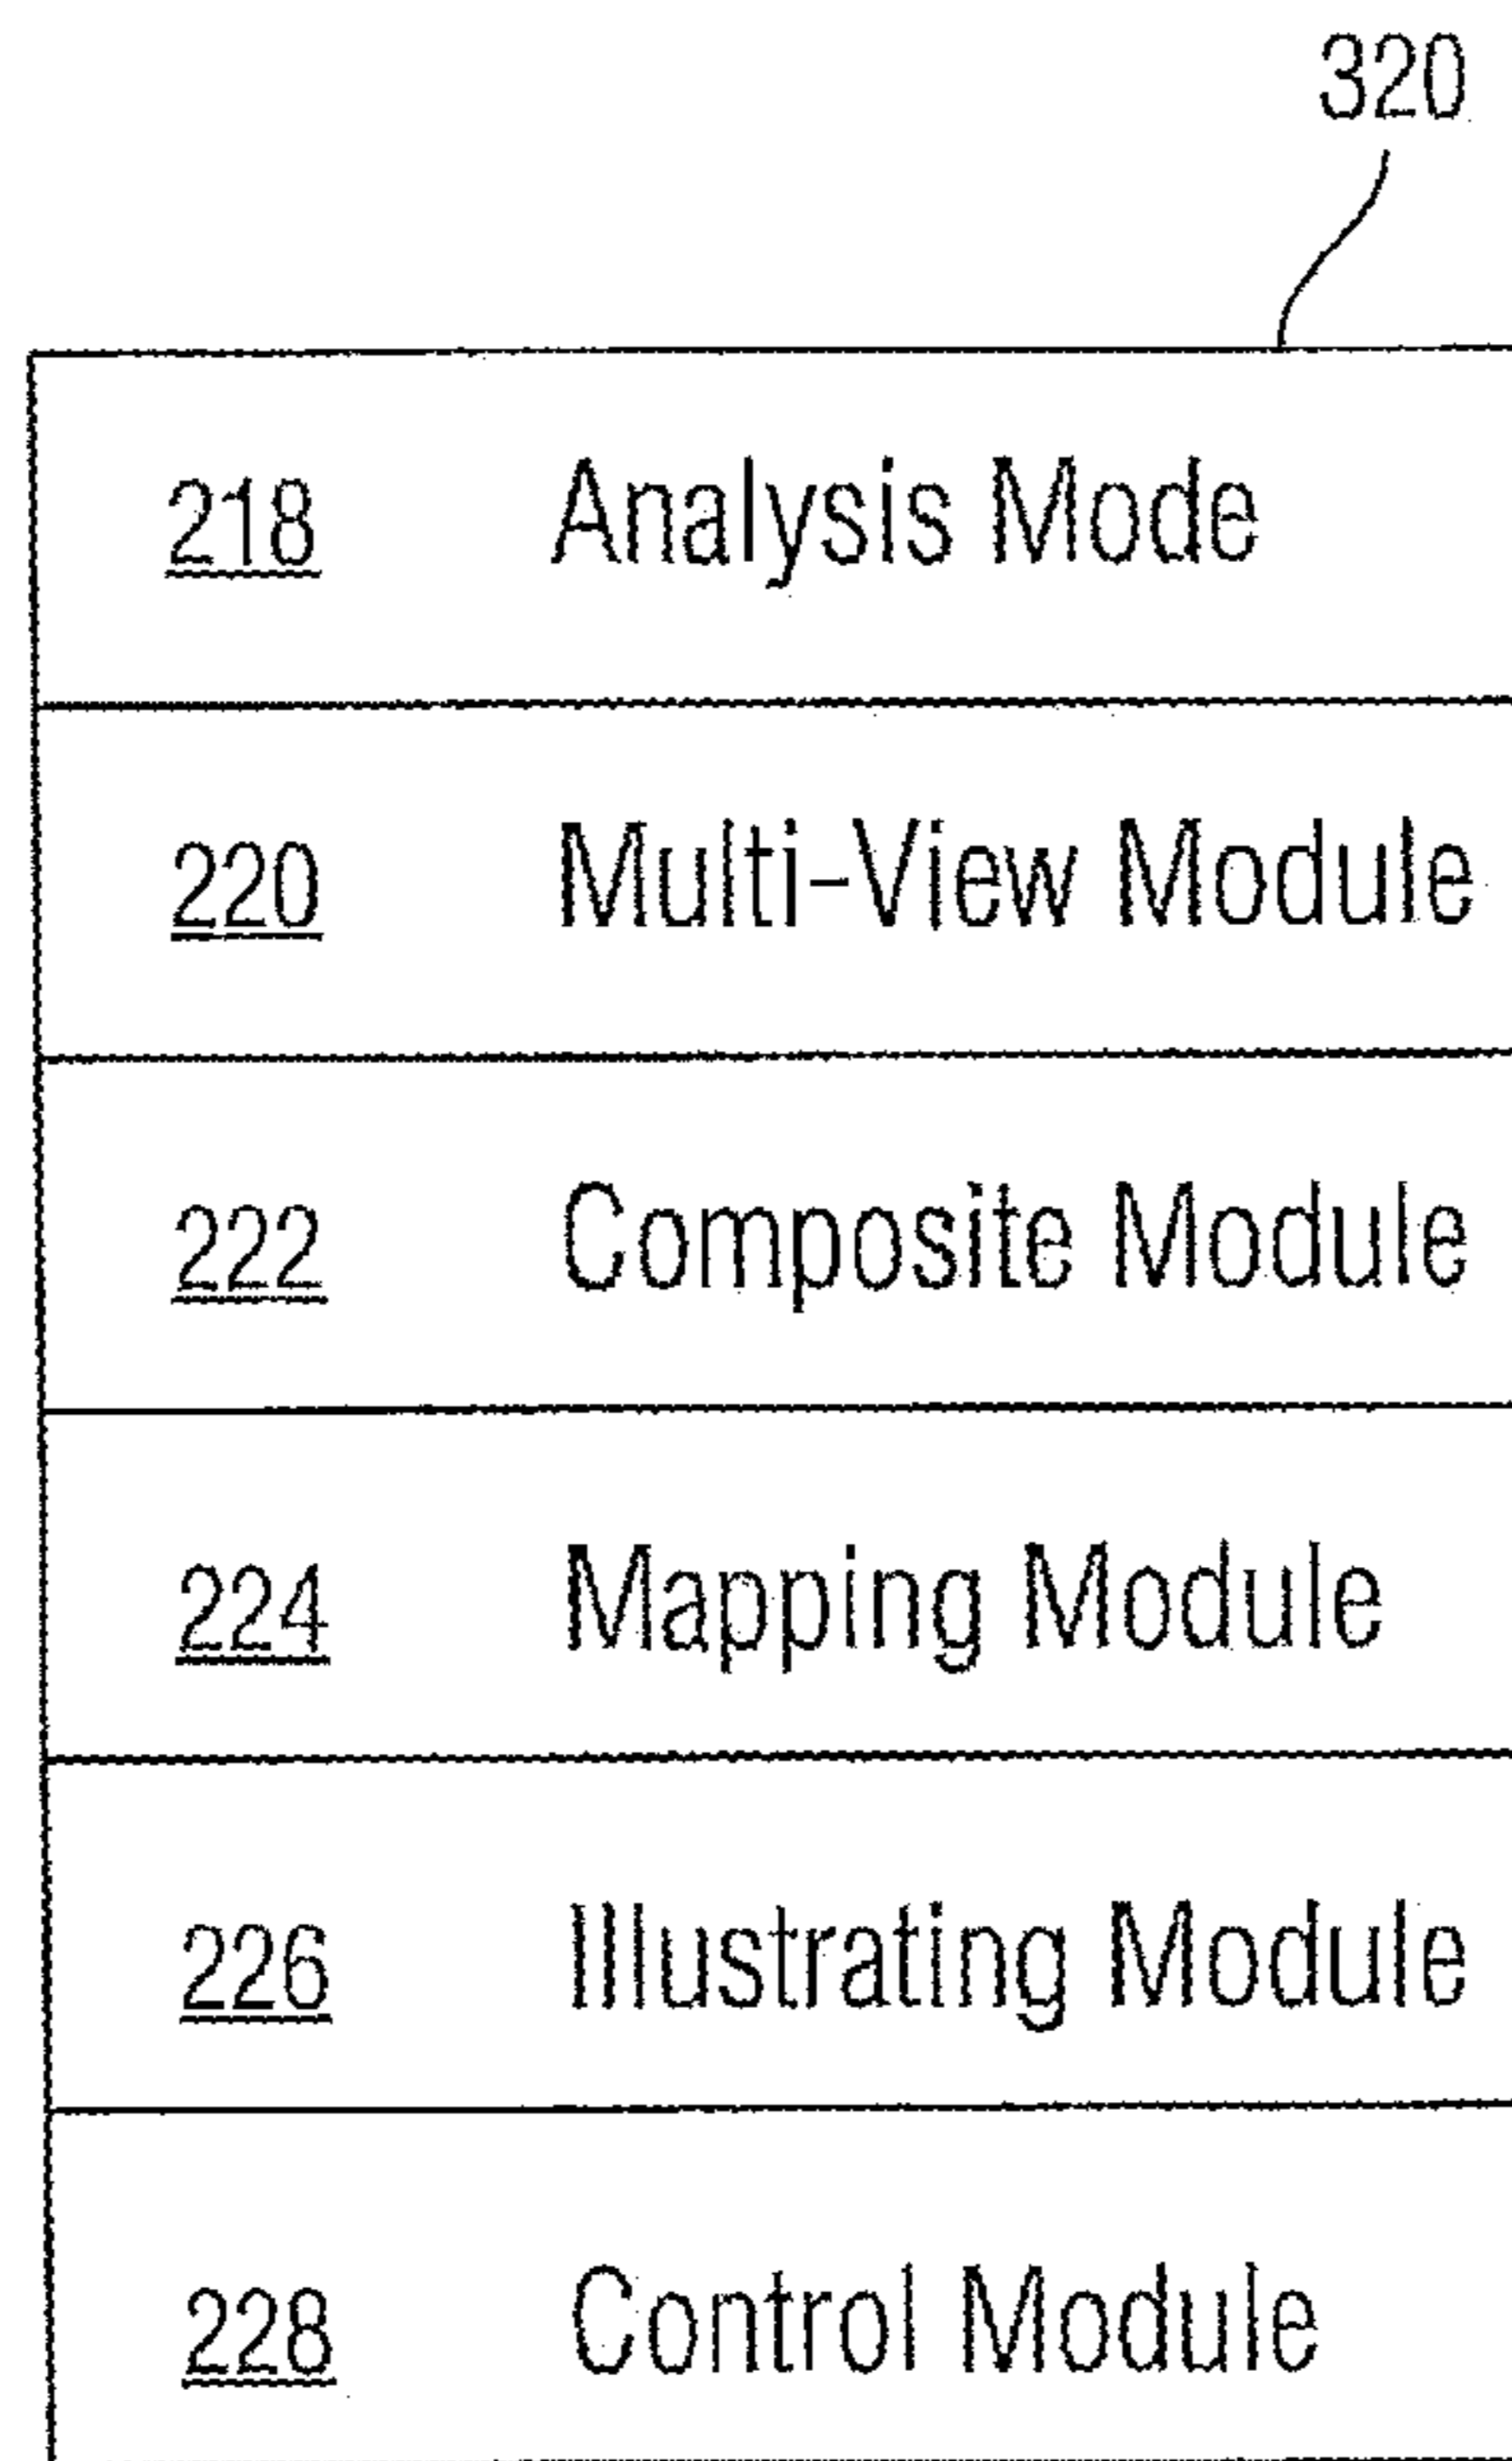 320
218 Analysis Mode
220 Multi-View Module
222 Composite Module
224 Mapping Module
226 Illustrating Module
228 Control Module